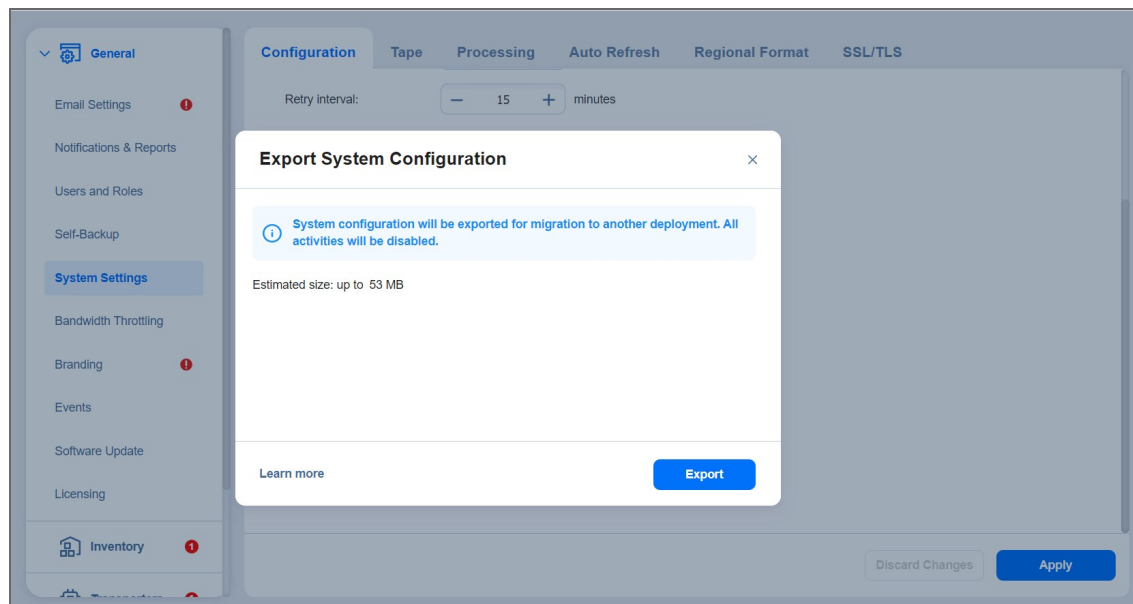 General
Configuration
Tape
Processing
Auto Refresh
Regional Format
SSL/TLS
Email Settings
Retry interval:
15
minutes
Notifications & Reports
Users and Roles
Self-Backup
System Settings
Bandwidth Throttling
Branding
Events
Software Update
Licensing
Inventory
1
Export System Configuration
System configuration will be exported for migration to another deployment. All
activities will be disabled.
Estimated size: up to 53 MB
Learn more
Export
Discard Changes
Apply